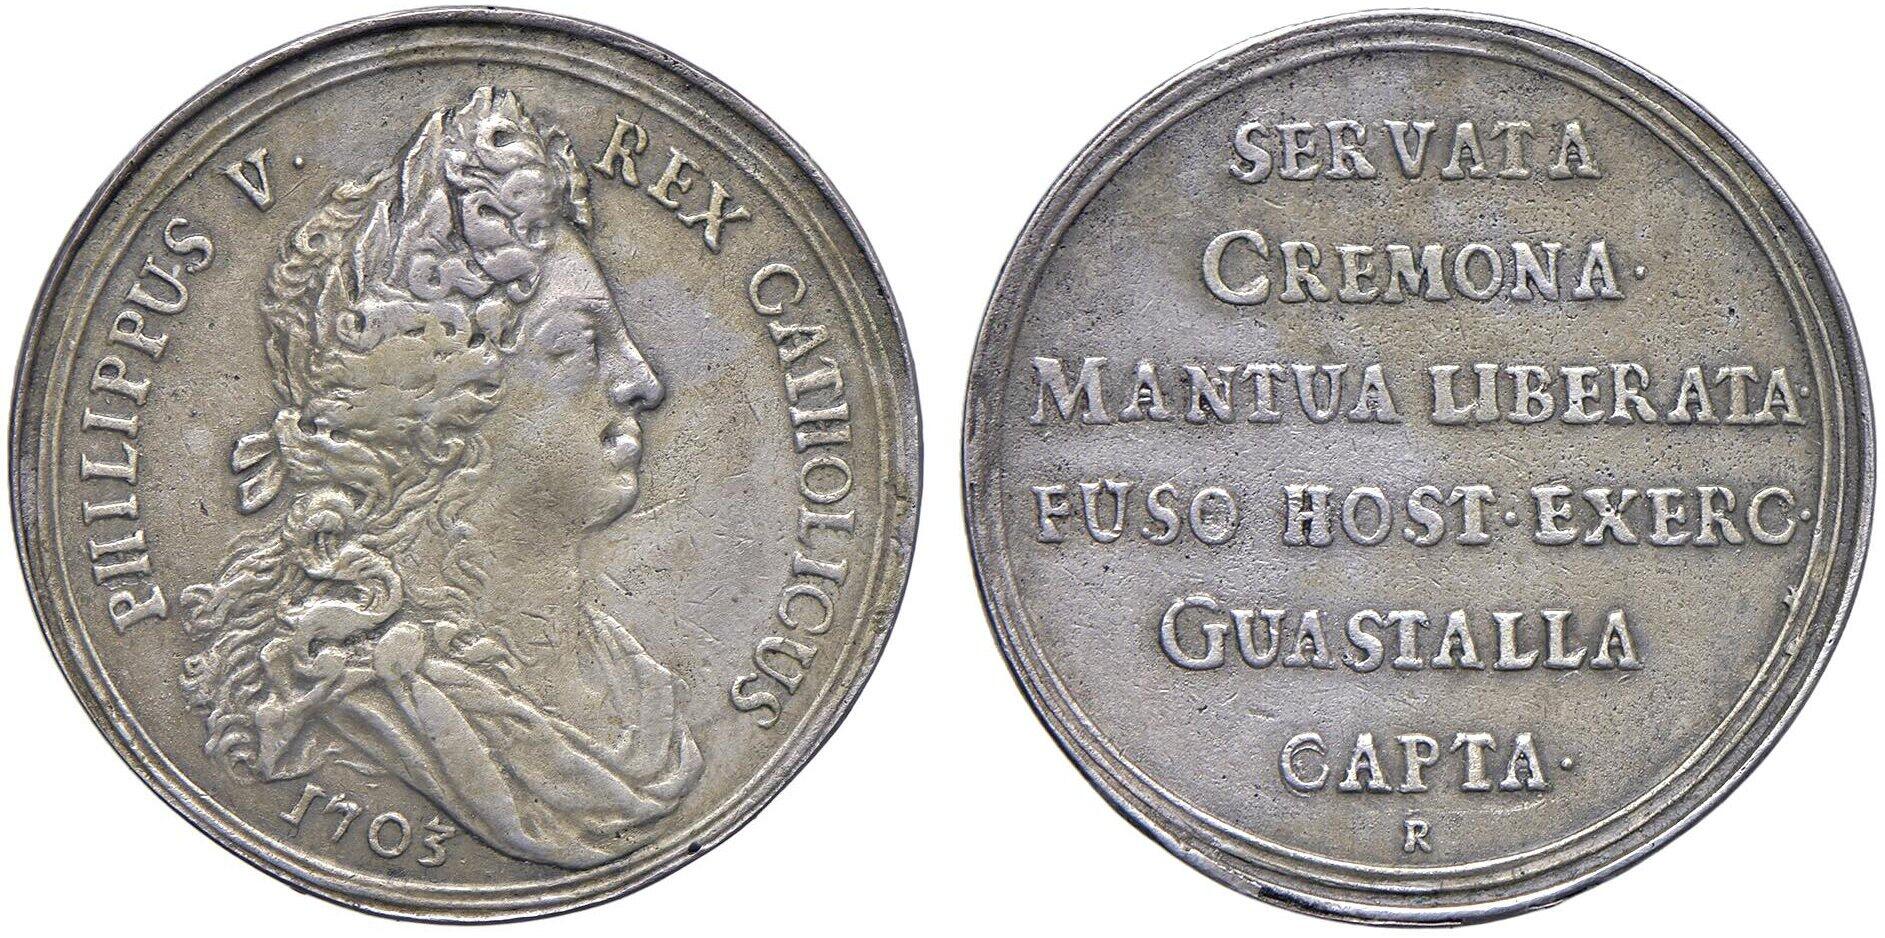 PHILIPPUS V · REX CATHOLICUS
1703
SERVATA
CREMONA ·
MANTUA LIBERATA ·
FUSO HOST · EXERC ·
GUASTALLA
CAPTA ·
R